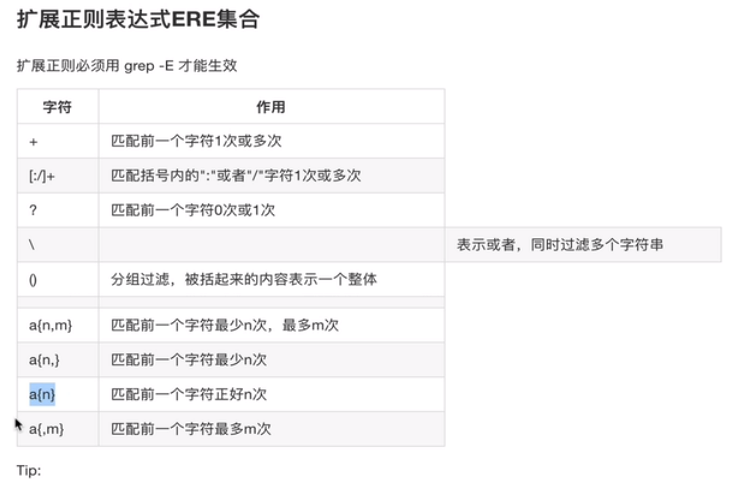 扩展正则表达式ERE集合
扩展正则必须用 grep -E 才能生效
字符 作用
+ 匹配前一个字符1次或多次
[:/]+ 匹配括号内的":"或者"/"字符1次或多次
? 匹配前一个字符0次或1次
\ 表示或者，同时过滤多个字符串
() 分组过滤，被括起来的内容表示一个整体
a{n,m} 匹配前一个字符最少n次，最多m次
a{n,} 匹配前一个字符最少n次
a{n} 匹配前一个字符正好n次
a{,m} 匹配前一个字符最多m次
Tip: